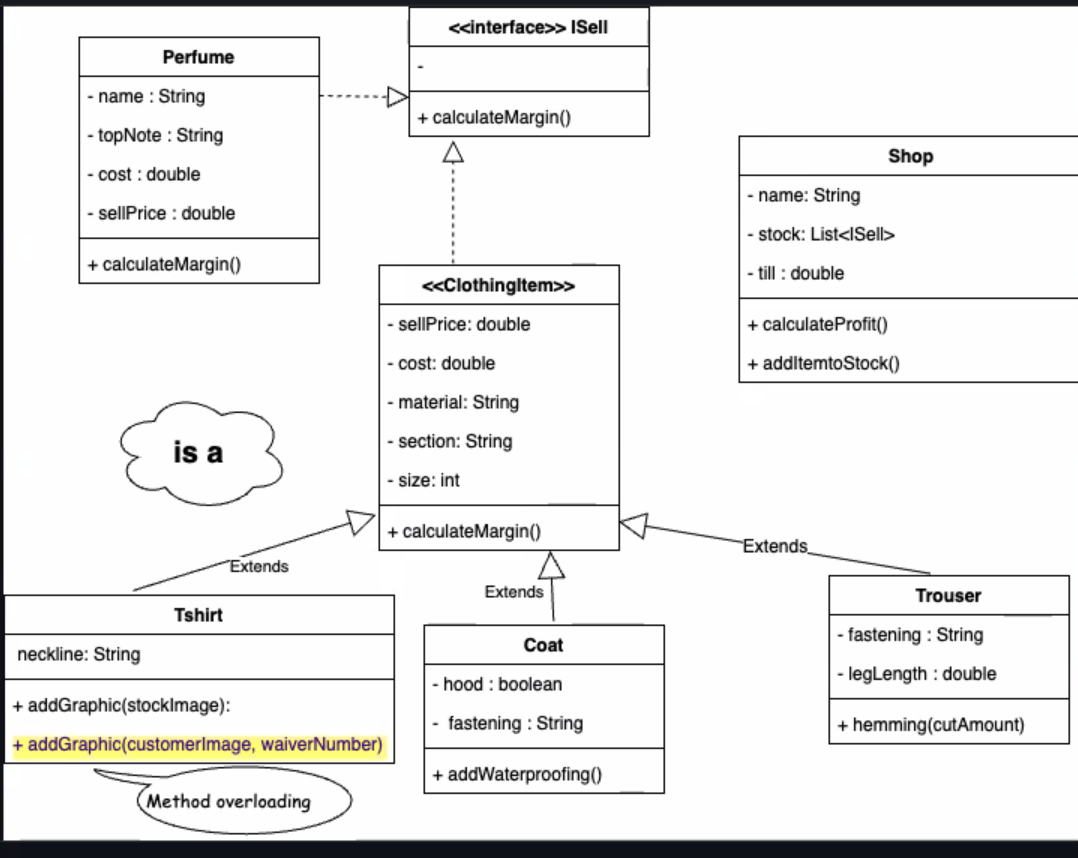 <<interface>> ISell
-
+ calculateMargin()
Perfume
- name : String
- topNote : String
- cost : double
- sellPrice : double
+ calculateMargin()
Shop
- name: String
- stock: List<ISell>
- till : double
+ calculateProfit()
+ addItemtoStock()
<<ClothingItem>>
- sellPrice: double
- cost: double
- material: String
- section: String
- size: int
+ calculateMargin()
is a
Extends
Extends
Extends
Tshirt
neckline: String
+ addGraphic(stockImage):
+ addGraphic(customerImage, waiverNumber)
Method overloading
Coat
- hood : boolean
- fastening : String
+ addWaterproofing()
Trouser
- fastening : String
- legLength : double
+ hemming(cutAmount)